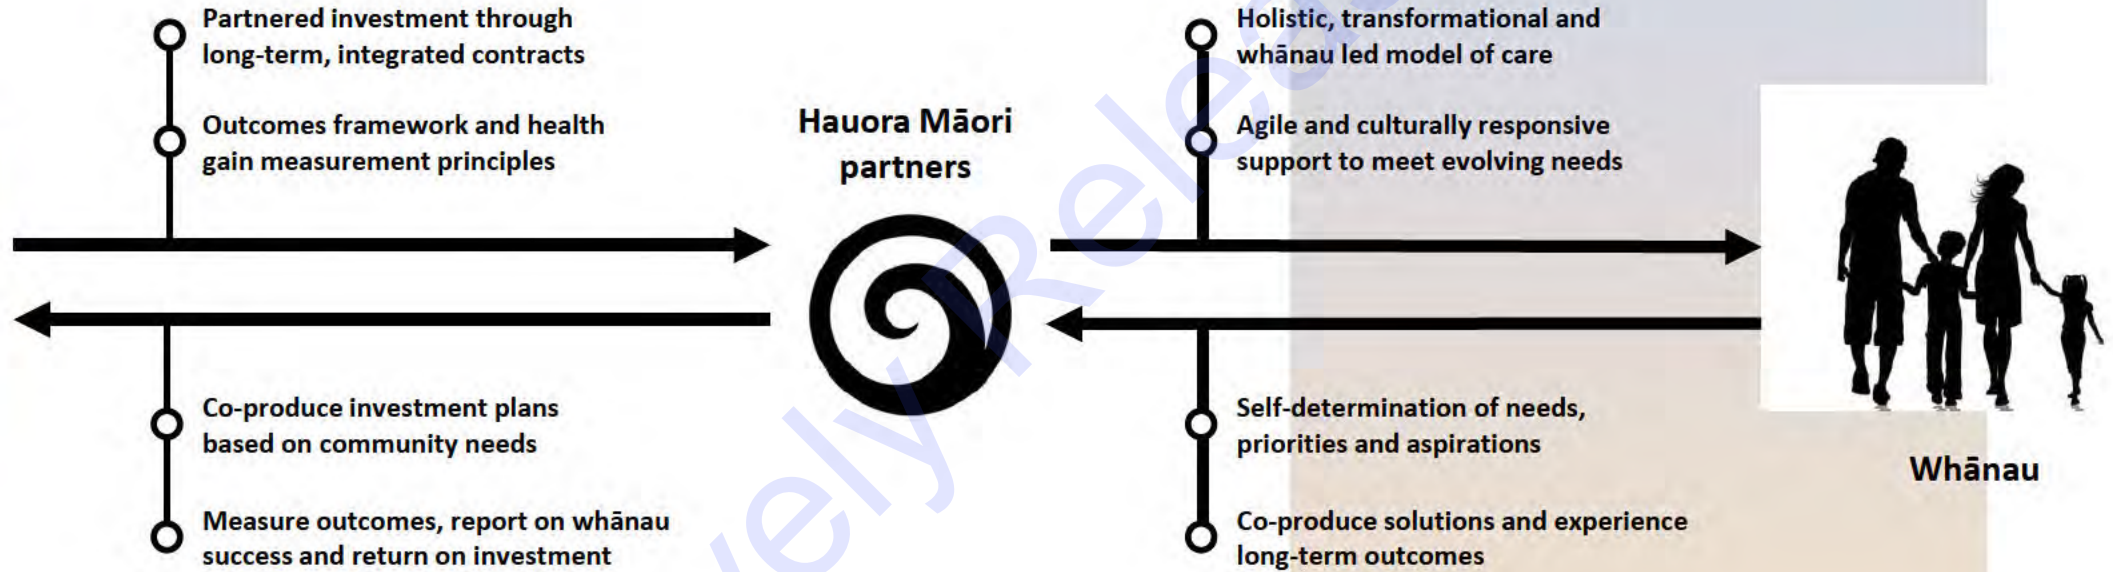 Partnered investment through
long-term, integrated contracts
Outcomes framework and health
gain measurement principles
Hauora Māori
partners
Holistic, transformational and
whānau led model of care
Agile and culturally responsive
support to meet evolving needs
Co-produce investment plans
based on community needs
Measure outcomes, report on whānau
success and return on investment
Self-determination of needs,
priorities and aspirations
Co-produce solutions and experience
long-term outcomes
Whānau